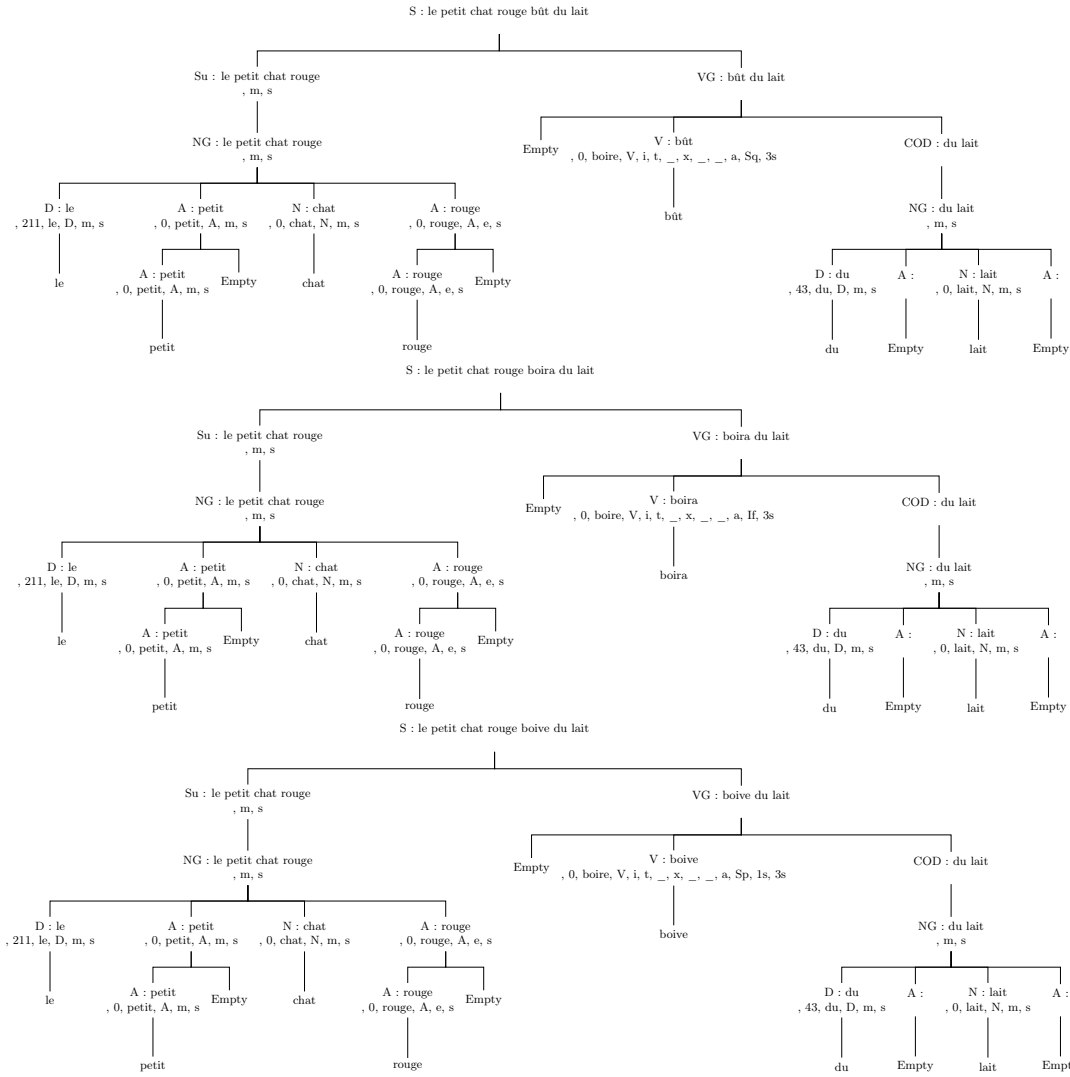 S : le petit chat rouge bût du lait
Su : le petit chat rouge
, m, s
VG : bût du lait
NG : le petit chat rouge
, m, s
Empty
V : bût
, 0, boire, V, i, t, _, x, _, _, a, Sq, 3s
COD : du lait
D : le
, 211, le, D, m, s
A : petit
, 0, petit, A, m, s
N : chat
, 0, chat, N, m, s
A : rouge
, 0, rouge, A, e, s
bût
NG : du lait
, m, s
le
A : petit
, 0, petit, A, m, s
Empty
chat
A : rouge
, 0, rouge, A, e, s
Empty
D : du
, 43, du, D, m, s
A :
N : lait
, 0, lait, N, m, s
A :
petit
rouge
du
Empty
lait
Empty
S : le petit chat rouge boira du lait
Su : le petit chat rouge
, m, s
VG : boira du lait
NG : le petit chat rouge
, m, s
Empty
V : boira
, 0, boire, V, i, t, _, x, _, _, a, If, 3s
COD : du lait
D : le
, 211, le, D, m, s
A : petit
, 0, petit, A, m, s
N : chat
, 0, chat, N, m, s
A : rouge
, 0, rouge, A, e, s
boira
NG : du lait
, m, s
le
A : petit
, 0, petit, A, m, s
Empty
chat
A : rouge
, 0, rouge, A, e, s
Empty
D : du
, 43, du, D, m, s
A :
N : lait
, 0, lait, N, m, s
A :
petit
rouge
du
Empty
lait
Empty
S : le petit chat rouge boive du lait
Su : le petit chat rouge
, m, s
VG : boive du lait
NG : le petit chat rouge
, m, s
Empty
V : boive
, 0, boire, V, i, t, _, x, _, _, a, Sp, 1s, 3s
COD : du lait
D : le
, 211, le, D, m, s
A : petit
, 0, petit, A, m, s
N : chat
, 0, chat, N, m, s
A : rouge
, 0, rouge, A, e, s
boive
NG : du lait
, m, s
le
A : petit
, 0, petit, A, m, s
Empty
chat
A : rouge
, 0, rouge, A, e, s
Empty
D : du
, 43, du, D, m, s
A :
N : lait
, 0, lait, N, m, s
A :
petit
rouge
du
Empty
lait
Empt